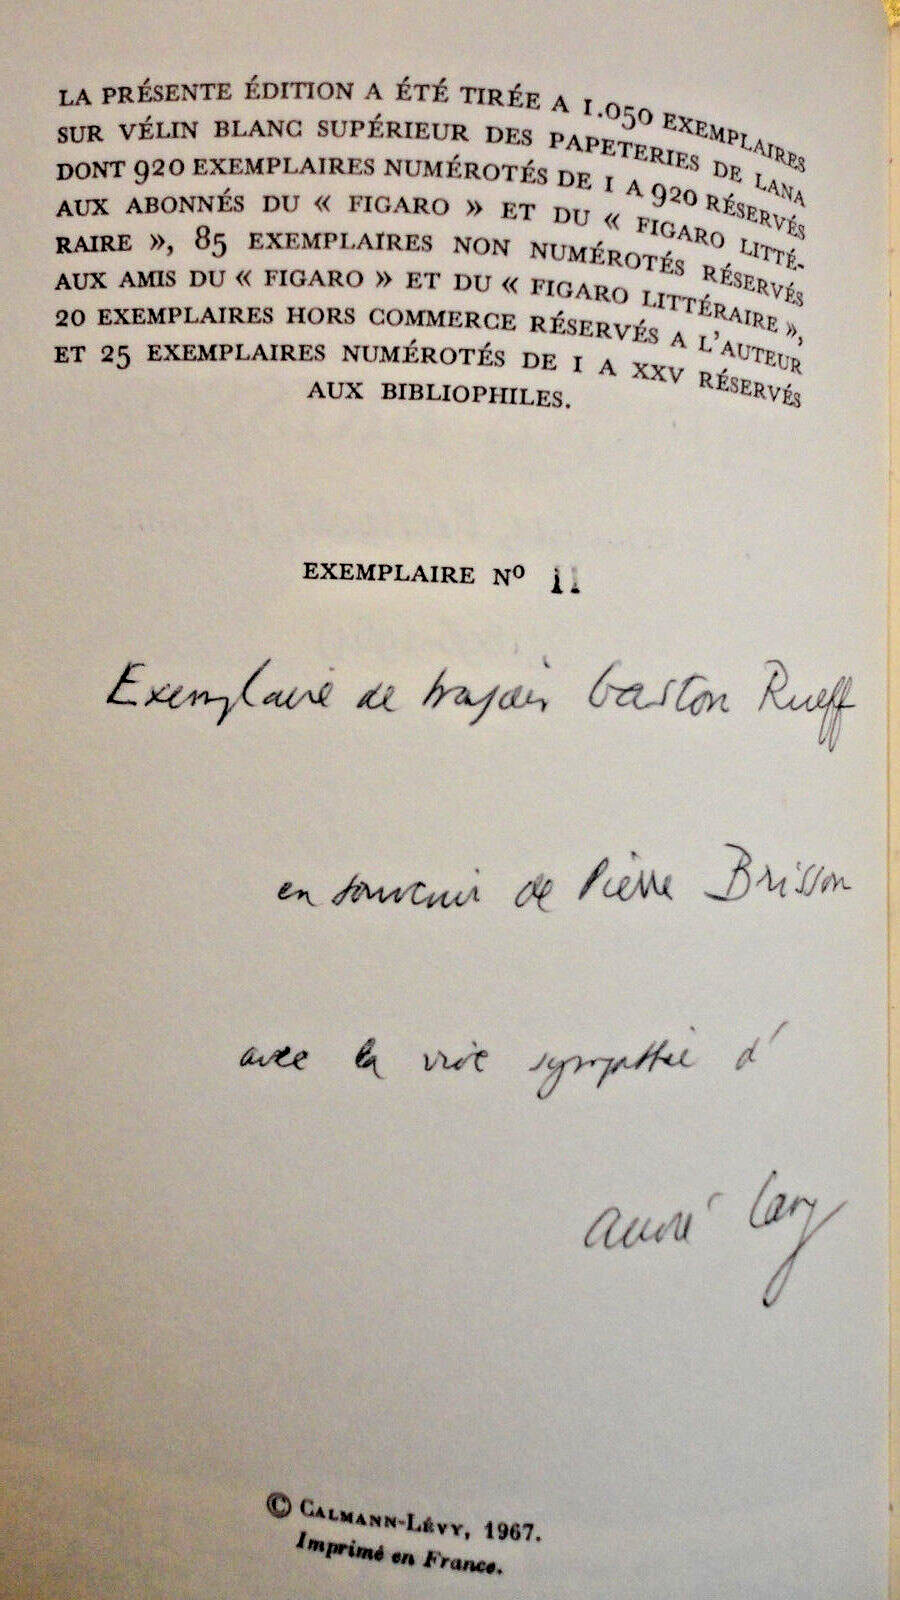 LA PRÉSENTE ÉDITION A ÉTÉ TIRÉE A 1.050 EXEMPLAIRES
SUR VÉLIN BLANC SUPÉRIEUR DES PAPETERIES DE LANA
DONT 920 EXEMPLAIRES NUMÉROTÉS DE 1 A 920 RÉSERVÉS
AUX ABONNÉS DU « FIGARO » ET DU « FIGARO LITTÉ-
RAIRE », 85 EXEMPLAIRES NON NUMÉROTÉS RÉSERVÉS
AUX AMIS DU « FIGARO » ET DU « FIGARO LITTÉRAIRE »,
20 EXEMPLAIRES HORS COMMERCE RÉSERVÉS A L'AUTEUR
ET 25 EXEMPLAIRES NUMÉROTÉS DE I A XXV RÉSERVÉS
AUX BIBLIOPHILES.
EXEMPLAIRE Nº 11
Exemplaire de Gaston Rueff
en souvenir de Pierre Brisson
avec la vive sympathie d'
André
© CALMANN-LÉVY, 1967.
Imprimé en France.